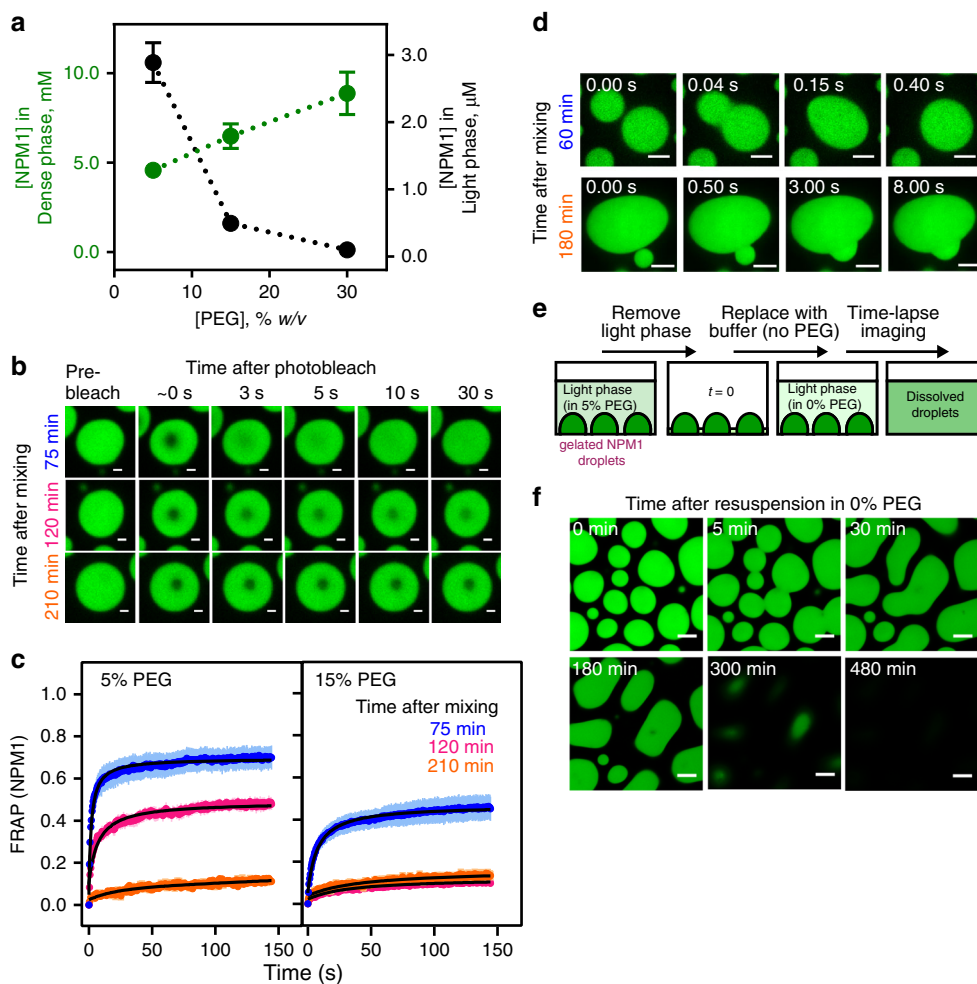 a
[NPM1] in
Dense phase, mM
10.0
5.0
0.0
3.0
2.0
1.0
0.0
[NPM1] in
Light phase, μM
0
10
20
30
[PEG], % w/v
b
Pre-
bleach
Time after photobleach
~0 s
3 s
5 s
10 s
30 s
Time after mixing
75 min
120 min
210 min
c
FRAP (NPM1)
1.0
0.8
0.6
0.4
0.2
0.0
5% PEG
15% PEG
Time after mixing
75 min
120 min
210 min
0
50
100
150
0
50
100
150
Time (s)
d
Time after mixing
60 min
0.00 s
0.04 s
0.15 s
0.40 s
180 min
0.00 s
0.50 s
3.00 s
8.00 s
e
Remove
light phase
Replace with
buffer (no PEG)
Time-lapse
imaging
Light phase
(in 5% PEG)
t = 0
Light phase
(in 0% PEG)
Dissolved
droplets
gelated NPM1
droplets
f
Time after resuspension in 0% PEG
0 min
5 min
30 min
180 min
300 min
480 min